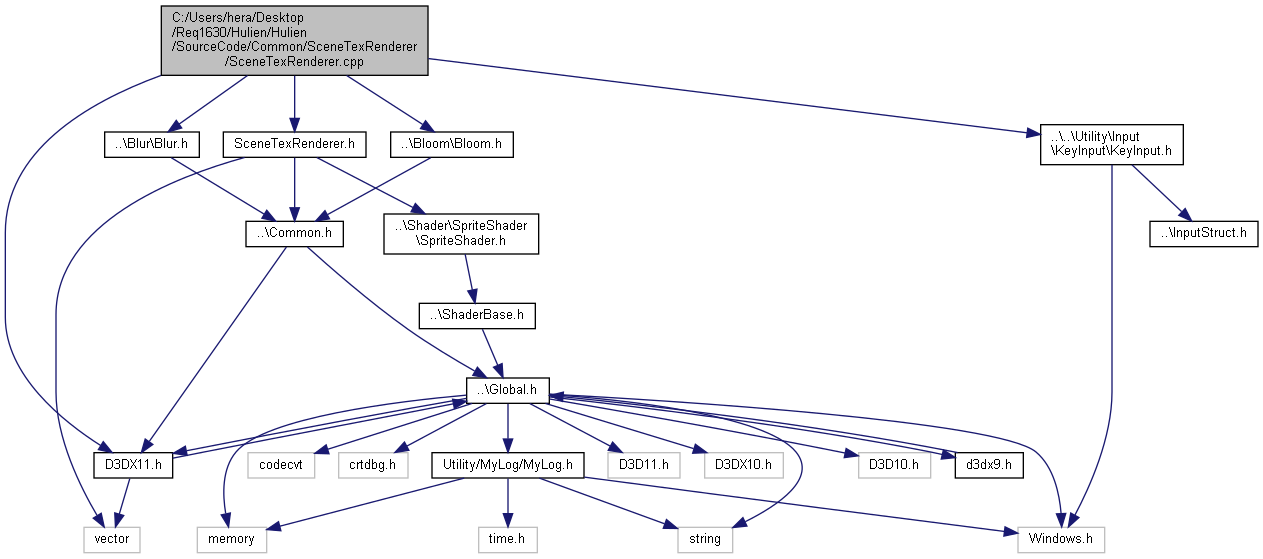 C:/Users/hera/Desktop
/Req1630/Hulien/Hulien
/SourceCode/Common/SceneTexRenderer
/SceneTexRenderer.cpp
..\Blur\Blur.h
SceneTexRenderer.h
..\Bloom\Bloom.h
..\..\Utility\Input
\KeyInput\KeyInput.h
..\Common.h
..\Shader\SpriteShader
\SpriteShader.h
..\InputStruct.h
..\ShaderBase.h
..\Global.h
D3DX11.h
codecvt
crtdbg.h
Utility/MyLog/MyLog.h
D3D11.h
D3DX10.h
D3D10.h
d3dx9.h
vector
memory
time.h
string
Windows.h